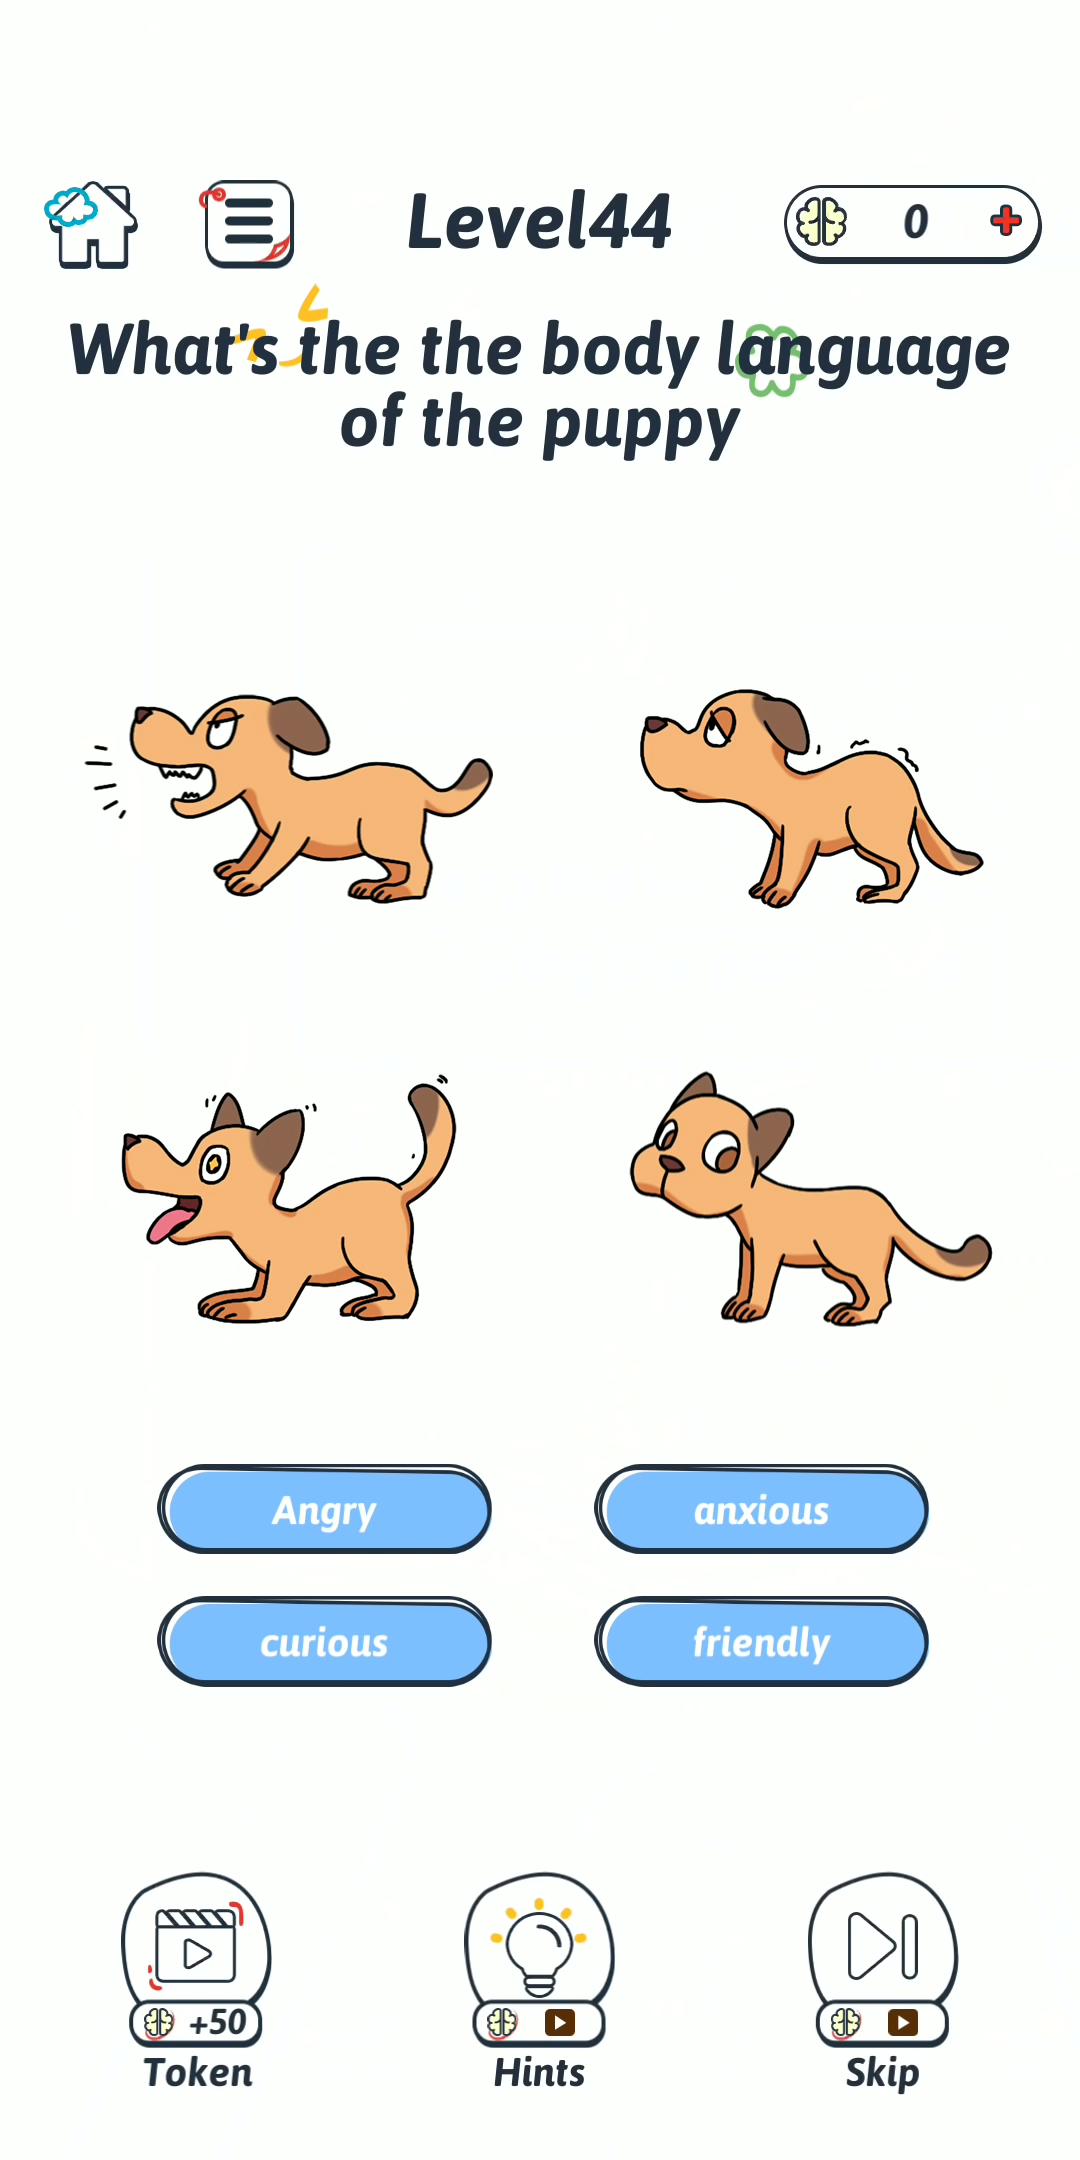 Level44
0
What's the the body language
of the puppy
Angry
anxious
curious
friendly
+50
Token
Hints
Skip